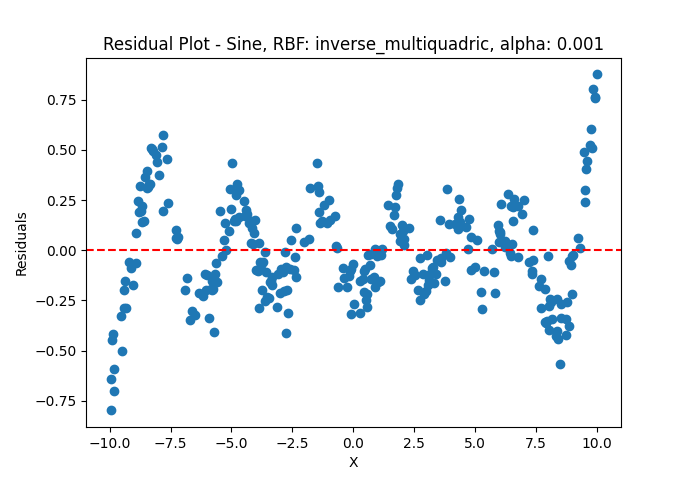 Residual Plot - Sine, RBF: inverse_multiquadric, alpha: 0.001
0.75
0.50
0.25
0.00
−0.25
−0.50
−0.75
Residuals
−10.0 −7.5 −5.0 −2.5 0.0 2.5 5.0 7.5 10.0
X